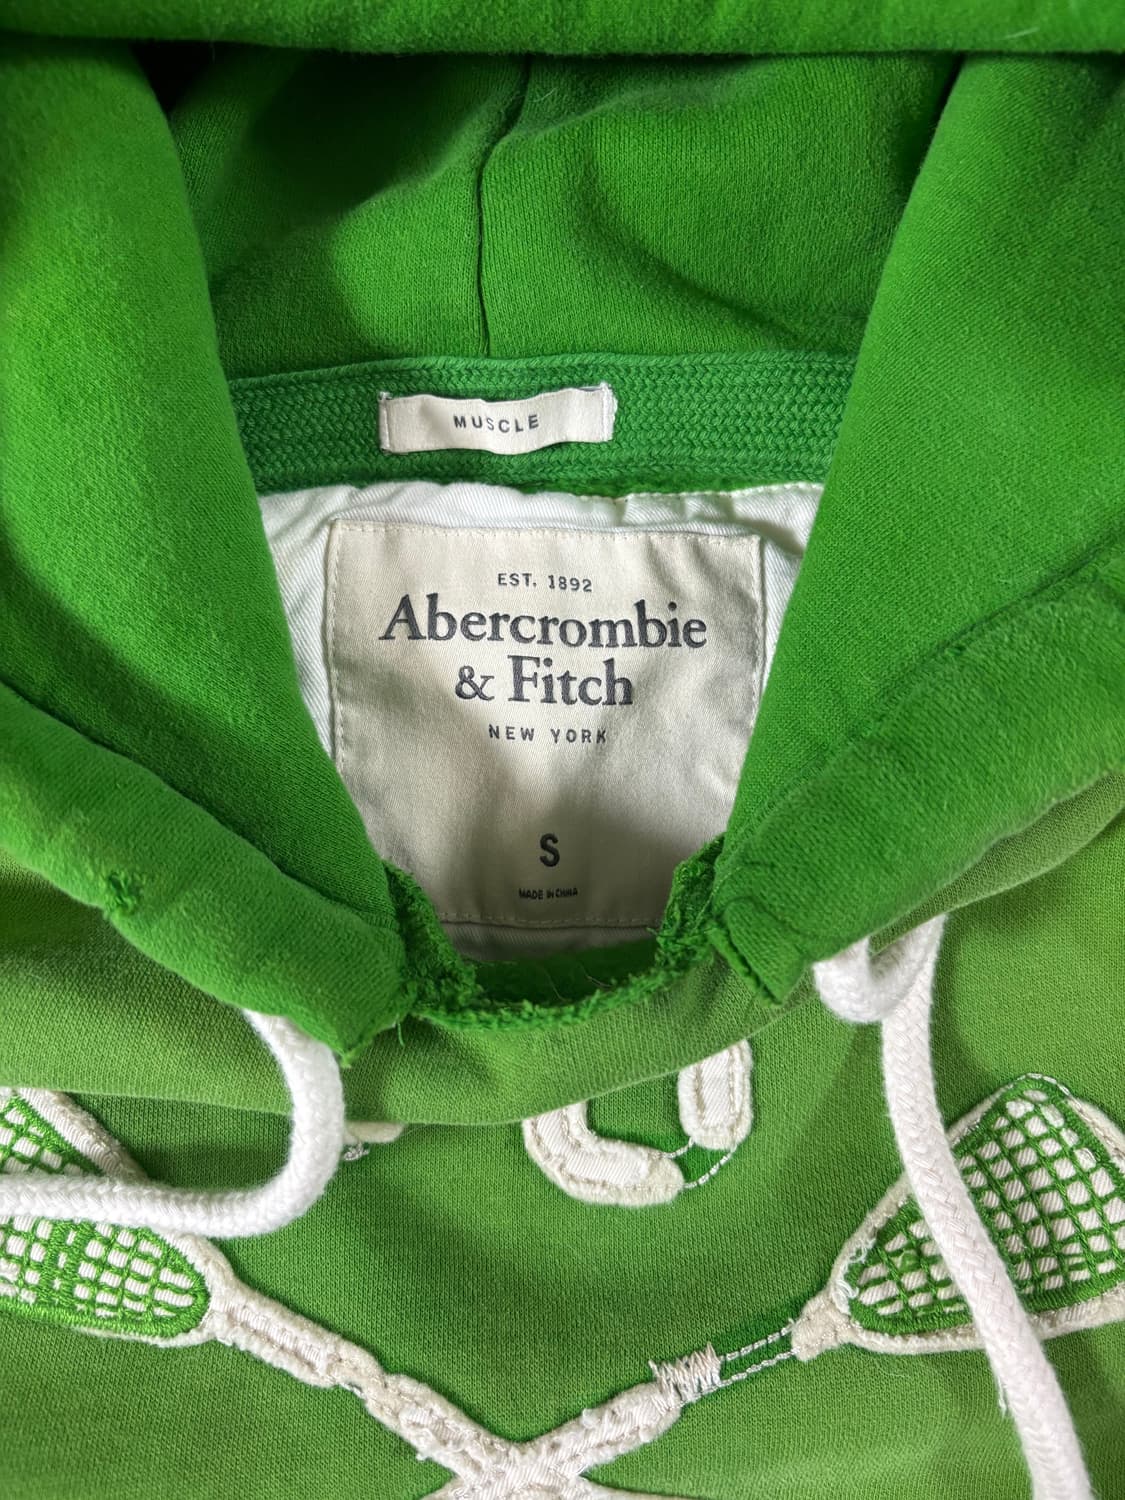 MUSCLE
EST. 1892
Abercrombie
& Fitch
NEW YORK
S
MADE IN CHINA